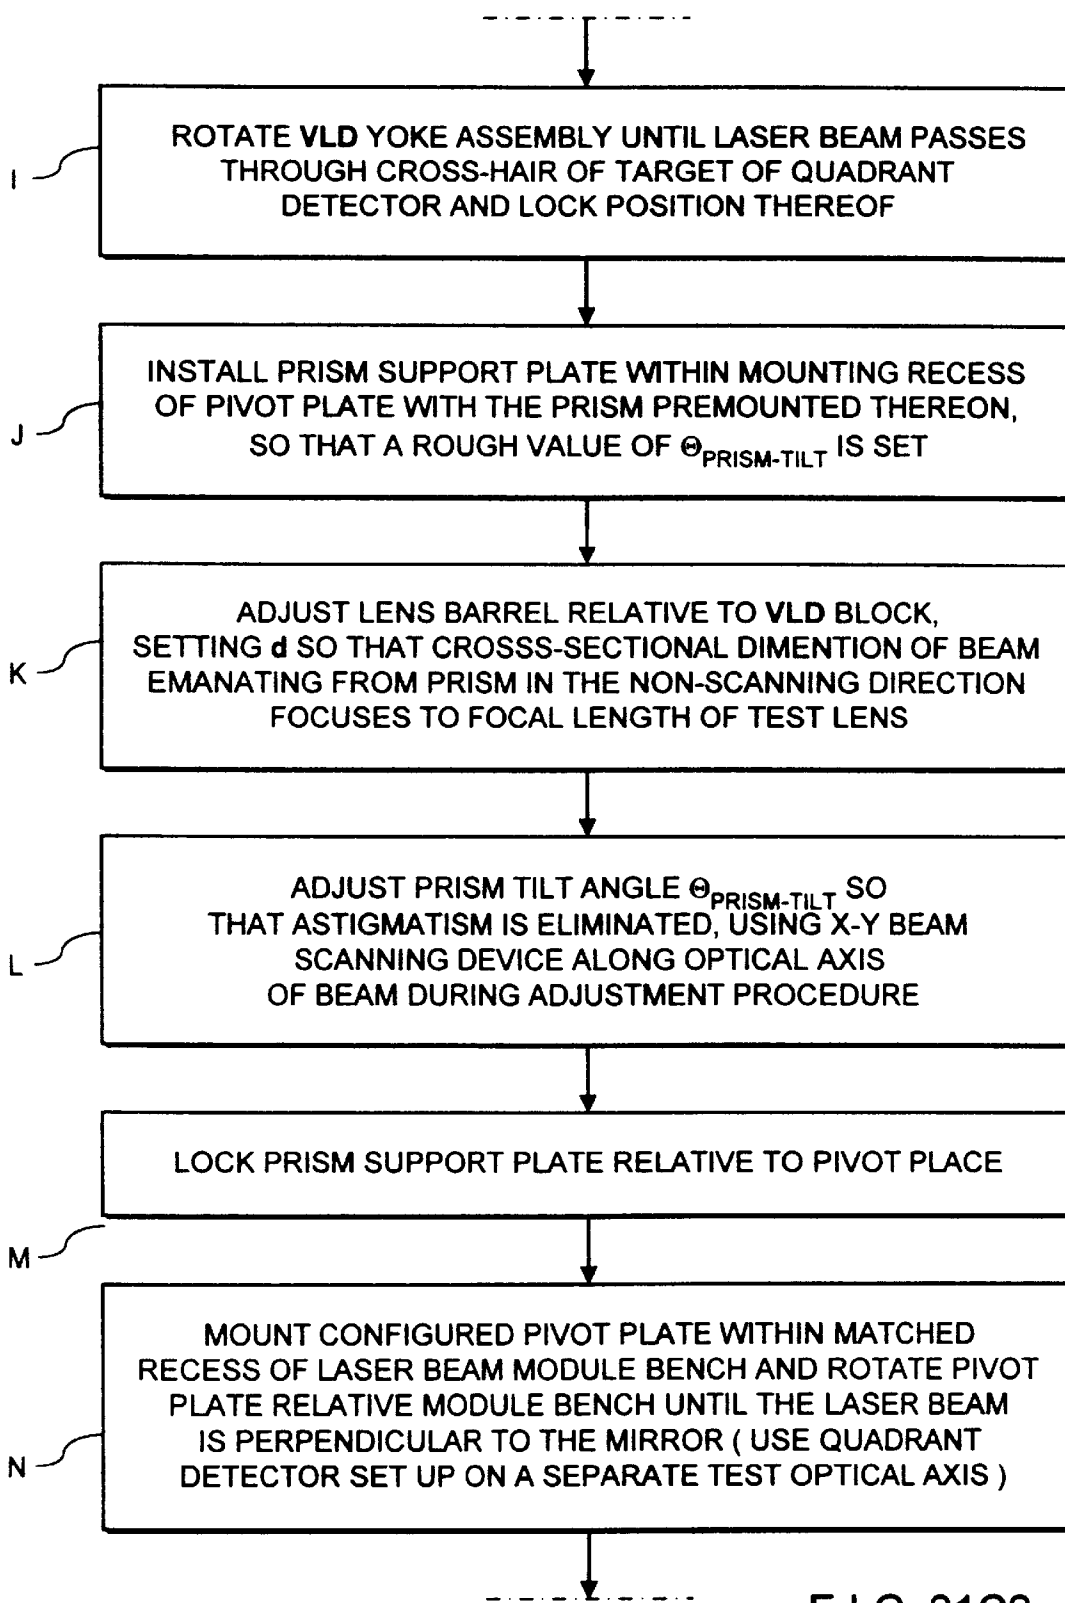 I
ROTATE VLD YOKE ASSEMBLY UNTIL LASER BEAM PASSES
THROUGH CROSS-HAIR OF TARGET OF QUADRANT
DETECTOR AND LOCK POSITION THEREOF
J
INSTALL PRISM SUPPORT PLATE WITHIN MOUNTING RECESS
OF PIVOT PLATE WITH THE PRISM PREMOUNTED THEREON,
SO THAT A ROUGH VALUE OF Θ_PRISM-TILT IS SET
K
ADJUST LENS BARREL RELATIVE TO VLD BLOCK,
SETTING d SO THAT CROSSS-SECTIONAL DIMENTION OF BEAM
EMANATING FROM PRISM IN THE NON-SCANNING DIRECTION
FOCUSES TO FOCAL LENGTH OF TEST LENS
L
ADJUST PRISM TILT ANGLE Θ_PRISM-TILT SO
THAT ASTIGMATISM IS ELIMINATED, USING X-Y BEAM
SCANNING DEVICE ALONG OPTICAL AXIS
OF BEAM DURING ADJUSTMENT PROCEDURE
LOCK PRISM SUPPORT PLATE RELATIVE TO PIVOT PLACE
M
MOUNT CONFIGURED PIVOT PLATE WITHIN MATCHED
RECESS OF LASER BEAM MODULE BENCH AND ROTATE PIVOT
PLATE RELATIVE MODULE BENCH UNTIL THE LASER BEAM
IS PERPENDICULAR TO THE MIRROR ( USE QUADRANT
DETECTOR SET UP ON A SEPARATE TEST OPTICAL AXIS )
N